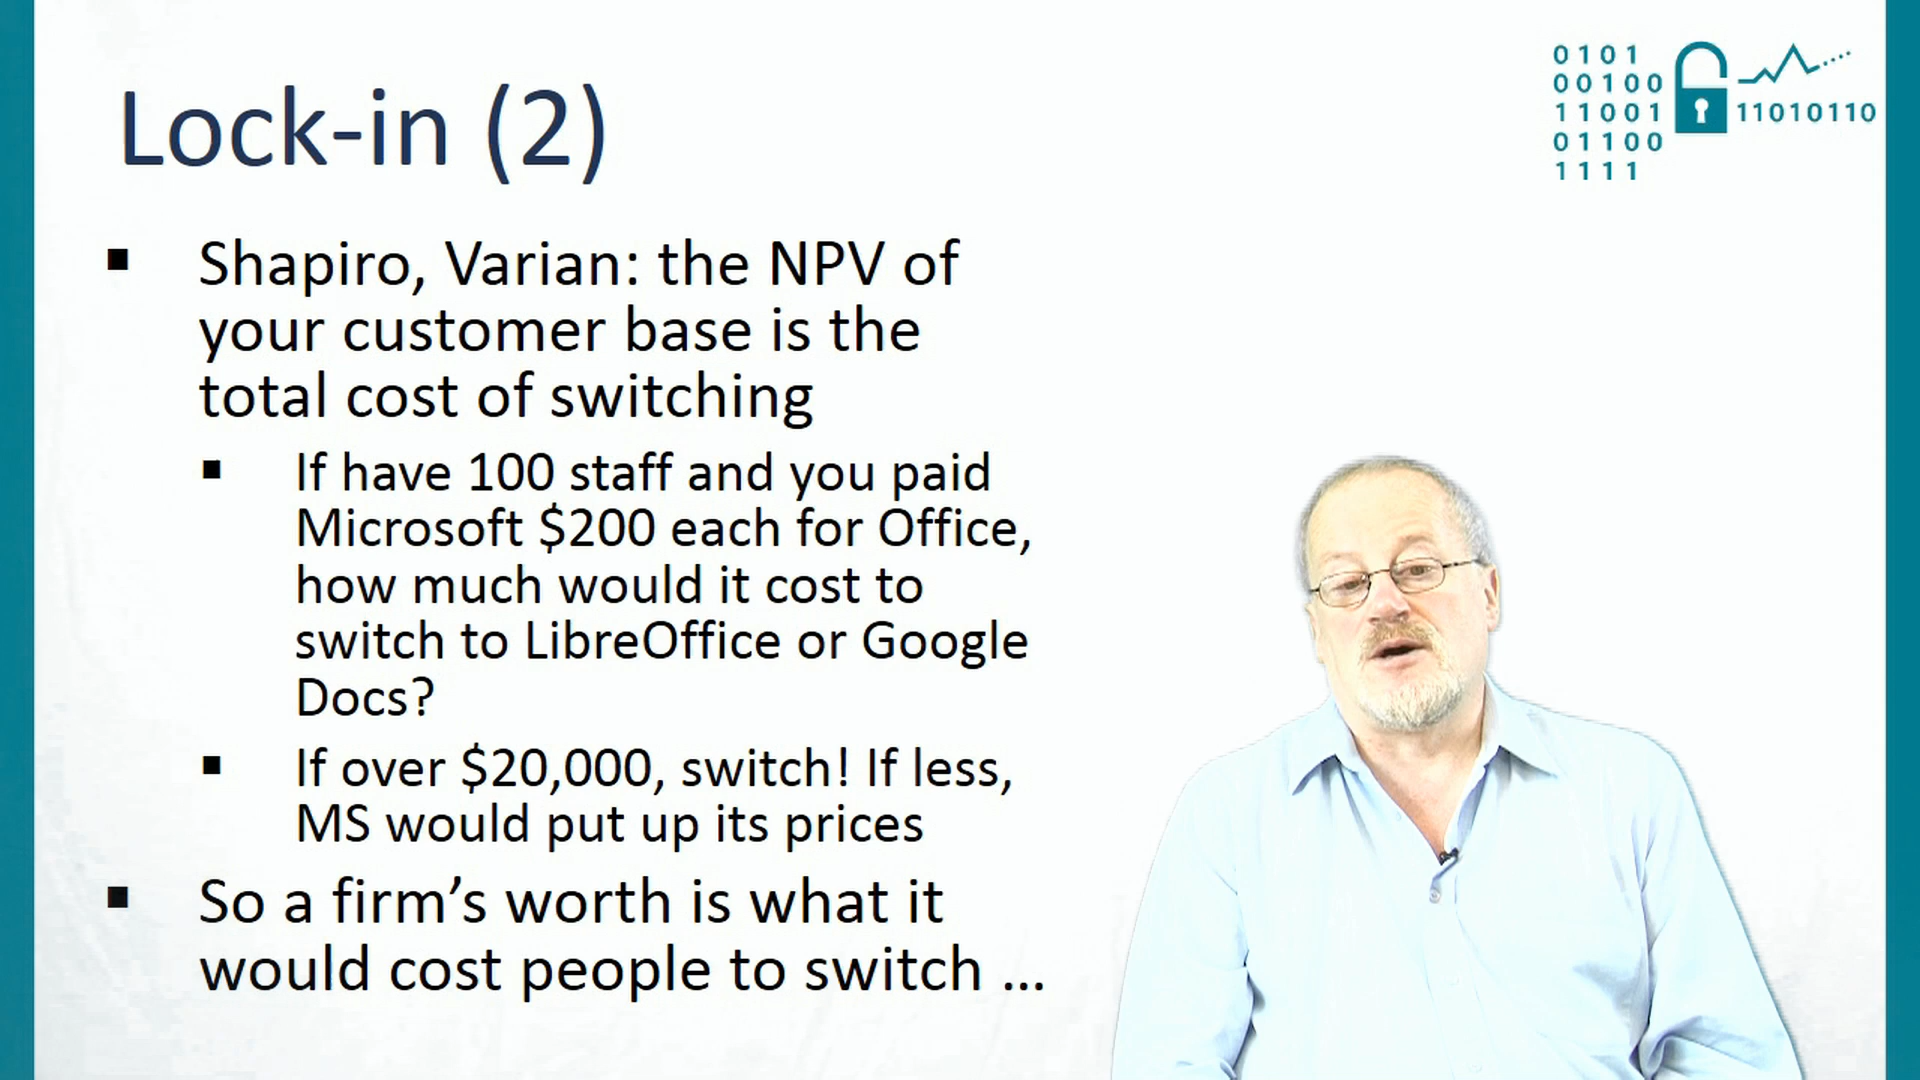 Lock-in (2)
0101
00100
11001
01100
1111
11010110
Shapiro, Varian: the NPV of
your customer base is the
total cost of switching
If have 100 staff and you paid
Microsoft $200 each for Office,
how much would it cost to
switch to LibreOffice or Google
Docs?
If over $20,000, switch! If less,
MS would put up its prices
So a firm’s worth is what it
would cost people to switch ...